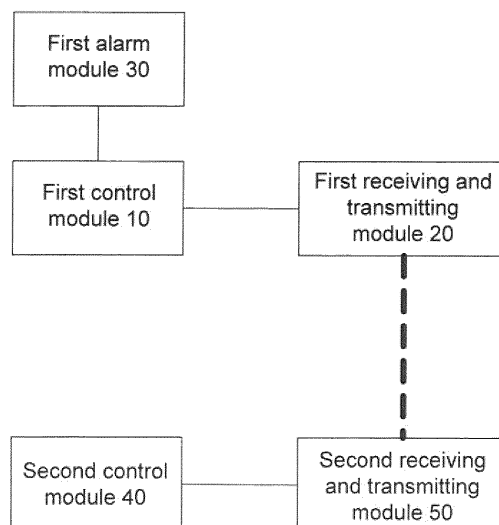 First alarm
module 30
First control
module 10
First receiving and
transmitting
module 20
Second control
module 40
Second receiving
and transmitting
module 50